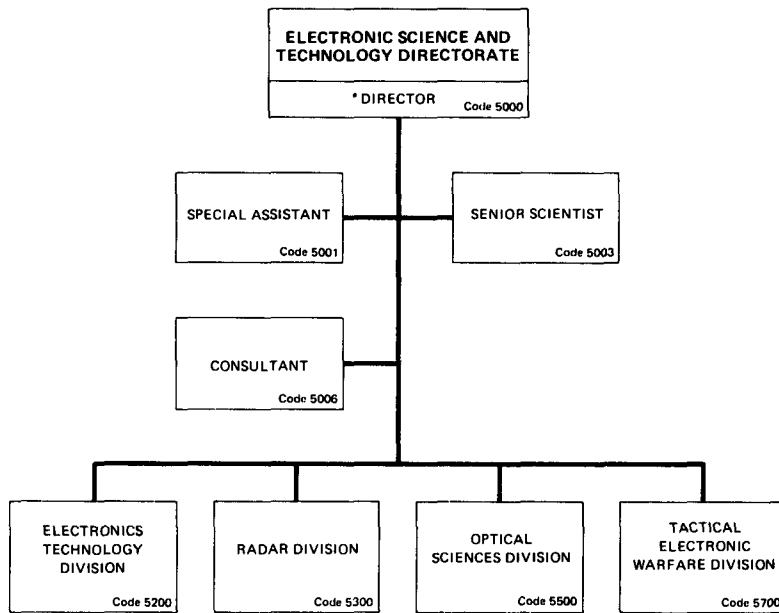 ELECTRONIC SCIENCE AND
TECHNOLOGY DIRECTORATE
*DIRECTOR
Code 5000
SPECIAL ASSISTANT
Code 5001
SENIOR SCIENTIST
Code 5003
CONSULTANT
Code 5006
ELECTRONICS
TECHNOLOGY
DIVISION
Code 5200
RADAR DIVISION
Code 5300
OPTICAL
SCIENCES DIVISION
Code 5500
TACTICAL
ELECTRONIC
WARFARE DIVISION
Code 5700